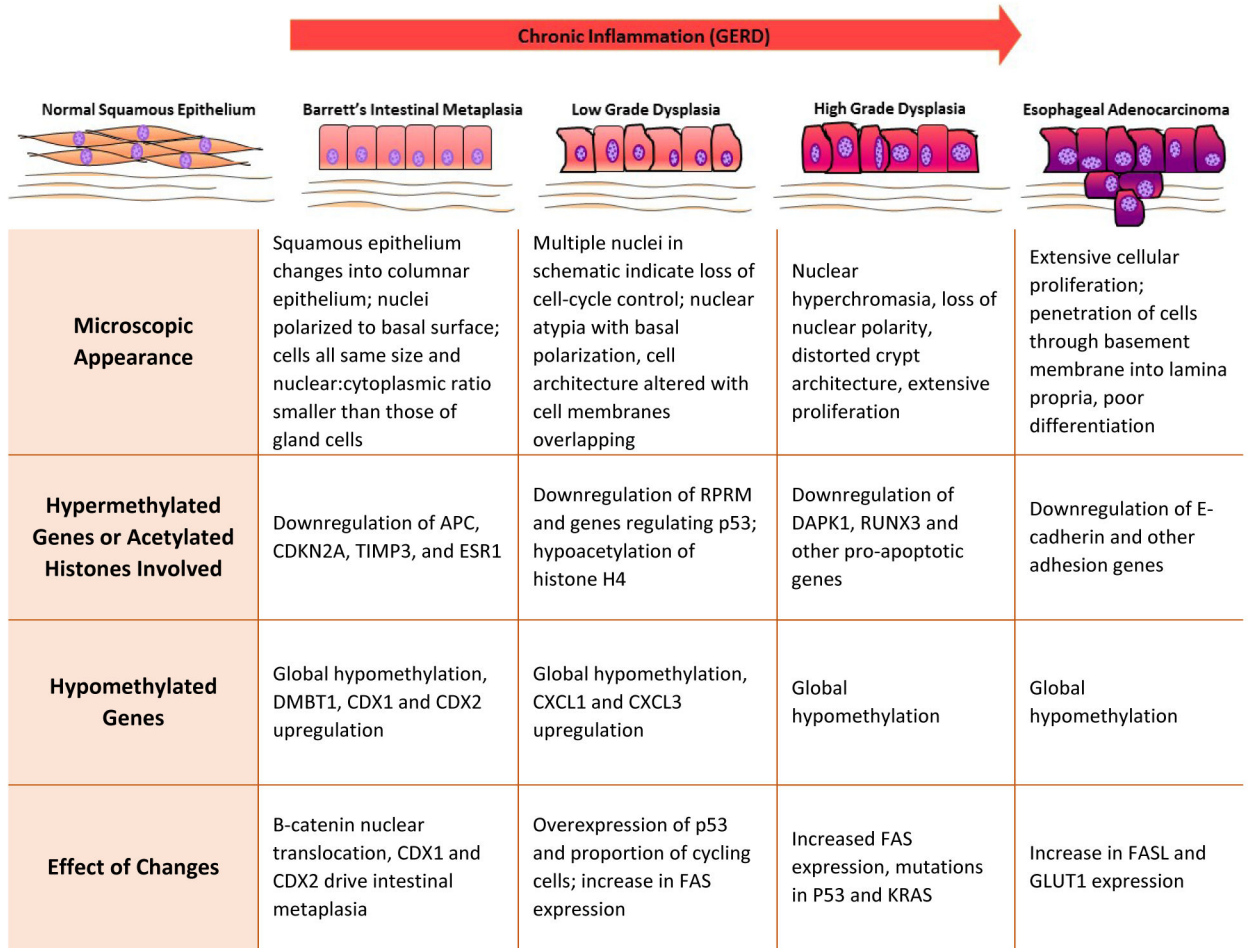 Chronic Inflammation (GERD)
Normal Squamous Epithelium
Barrett's Intestinal Metaplasia
Low Grade Dysplasia
High Grade Dysplasia
Esophageal Adenocarcinoma
Microscopic
Appearance
Squamous epithelium
changes into columnar
epithelium; nuclei
polarized to basal surface;
cells all same size and
nuclear:cytoplasmic ratio
smaller than those of
gland cells
Multiple nuclei in
schematic indicate loss of
cell-cycle control; nuclear
atypia with basal
polarization, cell
architecture altered with
cell membranes
overlapping
Nuclear
hyperchromasia, loss of
nuclear polarity,
distorted crypt
architecture, extensive
proliferation
Extensive cellular
proliferation;
penetration of cells
through basement
membrane into lamina
propria, poor
differentiation
Hypermethylated
Genes or Acetylated
Histones Involved
Downregulation of APC,
CDKN2A, TIMP3, and ESR1
Downregulation of RPRM
and genes regulating p53;
hypoacetylation of
histone H4
Downregulation of
DAPK1, RUNX3 and
other pro-apoptotic
genes
Downregulation of E-
cadherin and other
adhesion genes
Hypomethylated
Genes
Global hypomethylation,
DMBT1, CDX1 and CDX2
upregulation
Global hypomethylation,
CXCL1 and CXCL3
upregulation
Global
hypomethylation
Global
hypomethylation
Effect of Changes
B-catenin nuclear
translocation, CDX1 and
CDX2 drive intestinal
metaplasia
Overexpression of p53
and proportion of cycling
cells; increase in FAS
expression
Increased FAS
expression, mutations
in P53 and KRAS
Increase in FASL and
GLUT1 expression